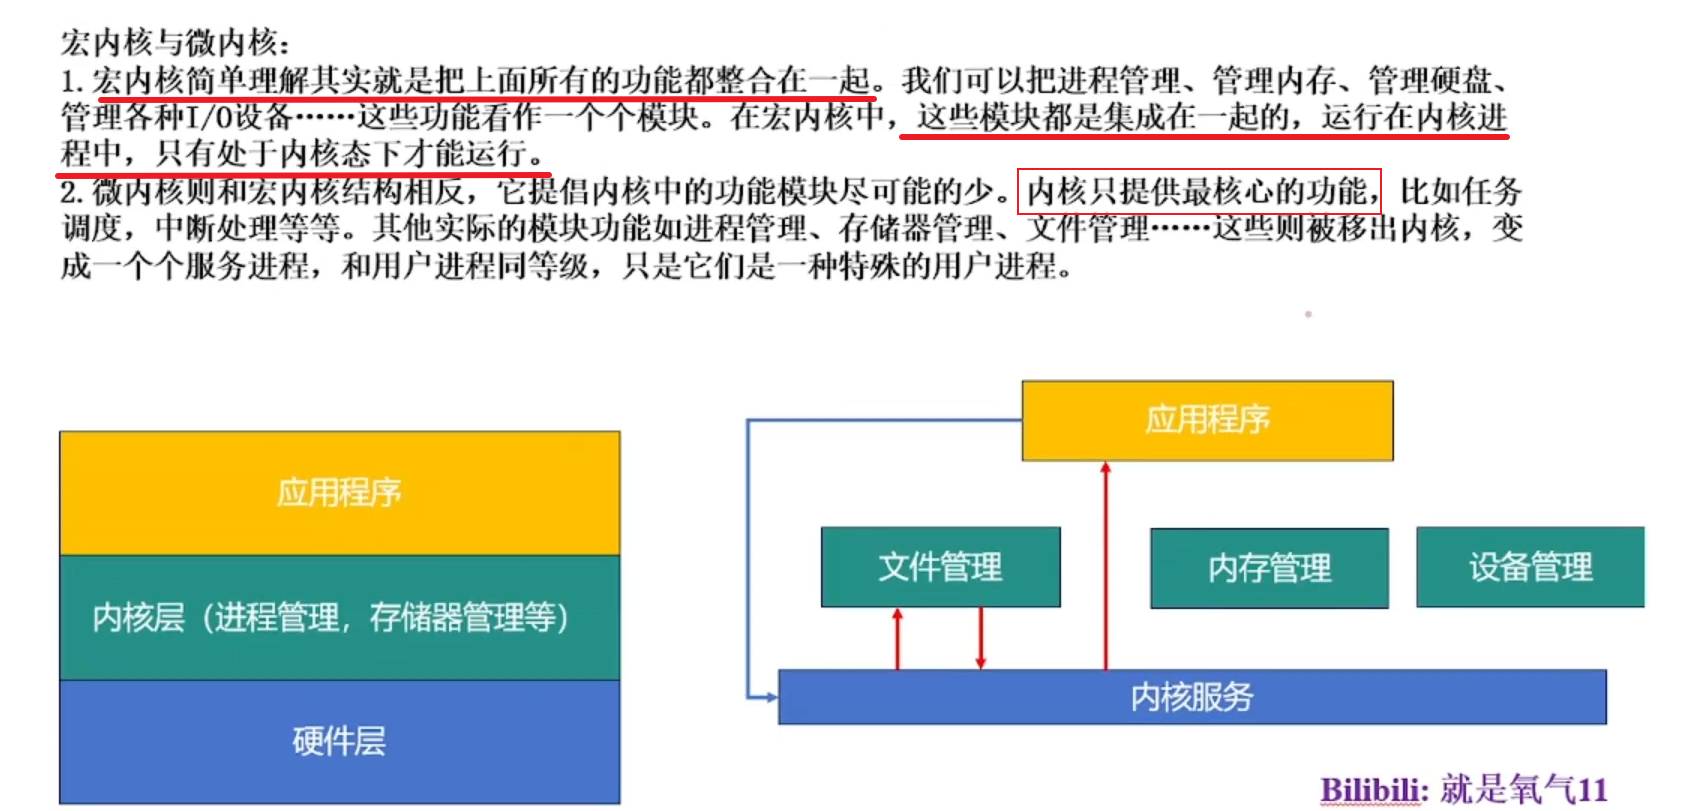 宏内核与微内核：
1. 宏内核简单理解其实就是把上面所有的功能都整合在一起。我们可以把进程管理、管理内存、管理硬盘、
管理各种I/O设备……这些功能看作一个个模块。在宏内核中，这些模块都是集成在一起的，运行在内核进
程中，只有处于内核态下才能运行。
2. 微内核则和宏内核结构相反，它提倡内核中的功能模块尽可能的少。内核只提供最核心的功能，比如任务
调度，中断处理等等。其他实际的模块功能如进程管理、存储器管理、文件管理……这些则被移出内核，变
成一个个服务进程，和用户进程同等级，只是它们是一种特殊的用户进程。
应用程序
内核层（进程管理，存储器管理等）
硬件层
应用程序
文件管理
内存管理
设备管理
内核服务
Bilibili: 就是氧气11